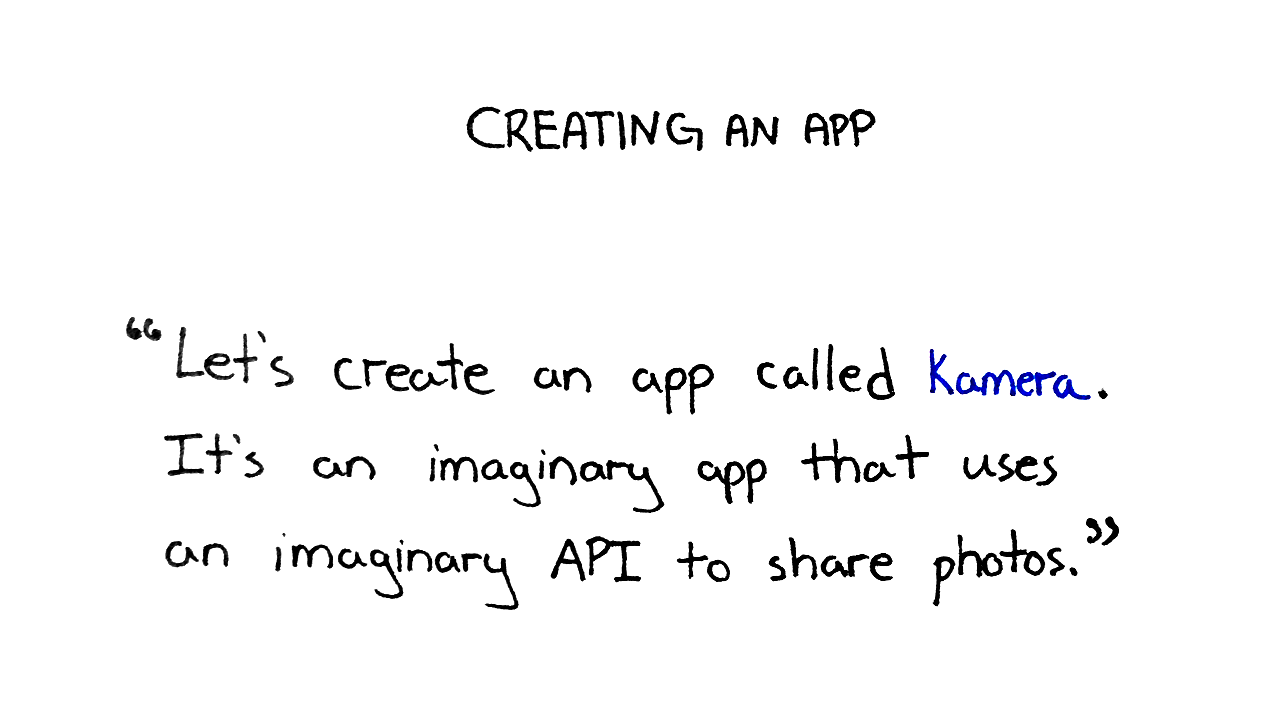 CREATING AN APP
“Let's create an app called Kamera.
It's an imaginary app that uses
an imaginary API to share photos.”